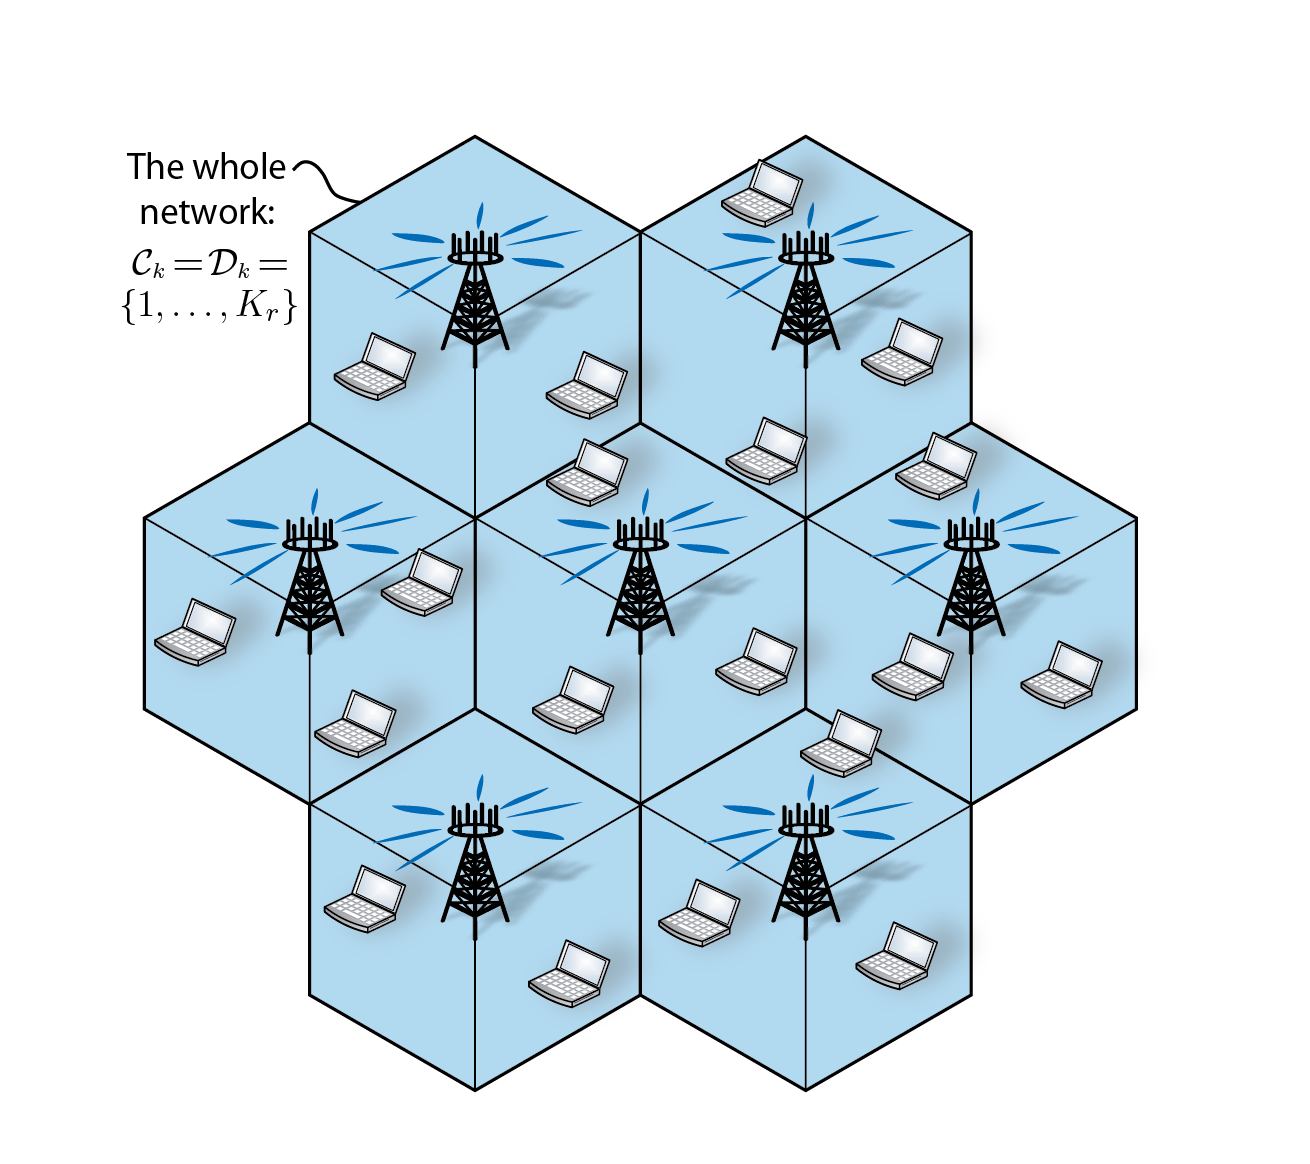 The whole
network:
𝒞ₖ = 𝒟ₖ =
{1, . . . , Kᵣ}